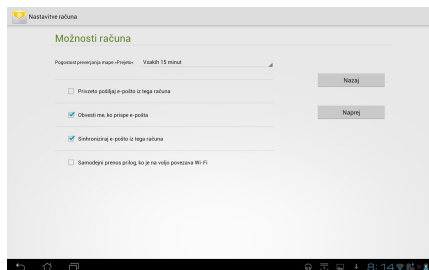 Nastavitve računa
Možnosti računa
Pogostost preverjanja mape »Prejeto« Vsakih 15 minut
Nazaj
Privzeto pošiljaj e-pošto iz tega računa
Obvesti me, ko prispe e-pošta
Naprej
Sinhroniziraj e-pošto iz tega računa
Samodejni prenos prilog, ko je na voljo povezava Wi-Fi
8:14